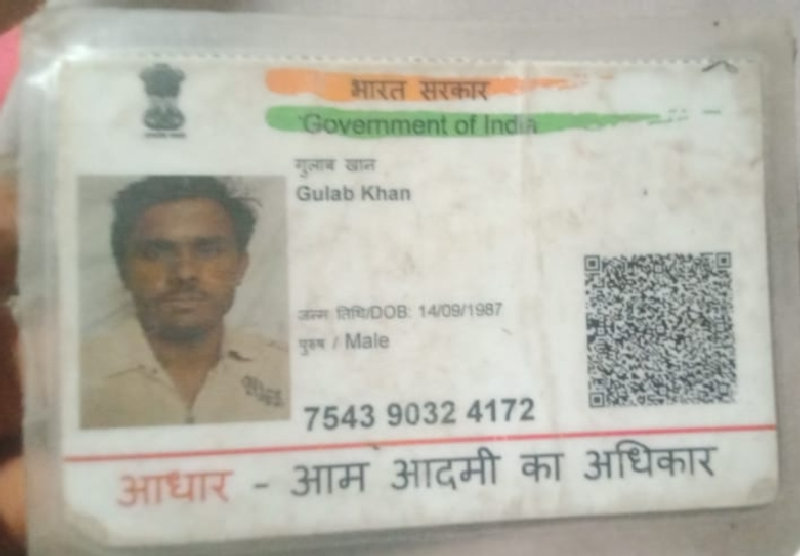 भारत सरकार
Government of India
गुलाब खान
Gulab Khan
जन्म तिथि/DOB: 14/09/1987
पुरुष / Male
7543 9032 4172
आधार - आम आदमी का अधिकार